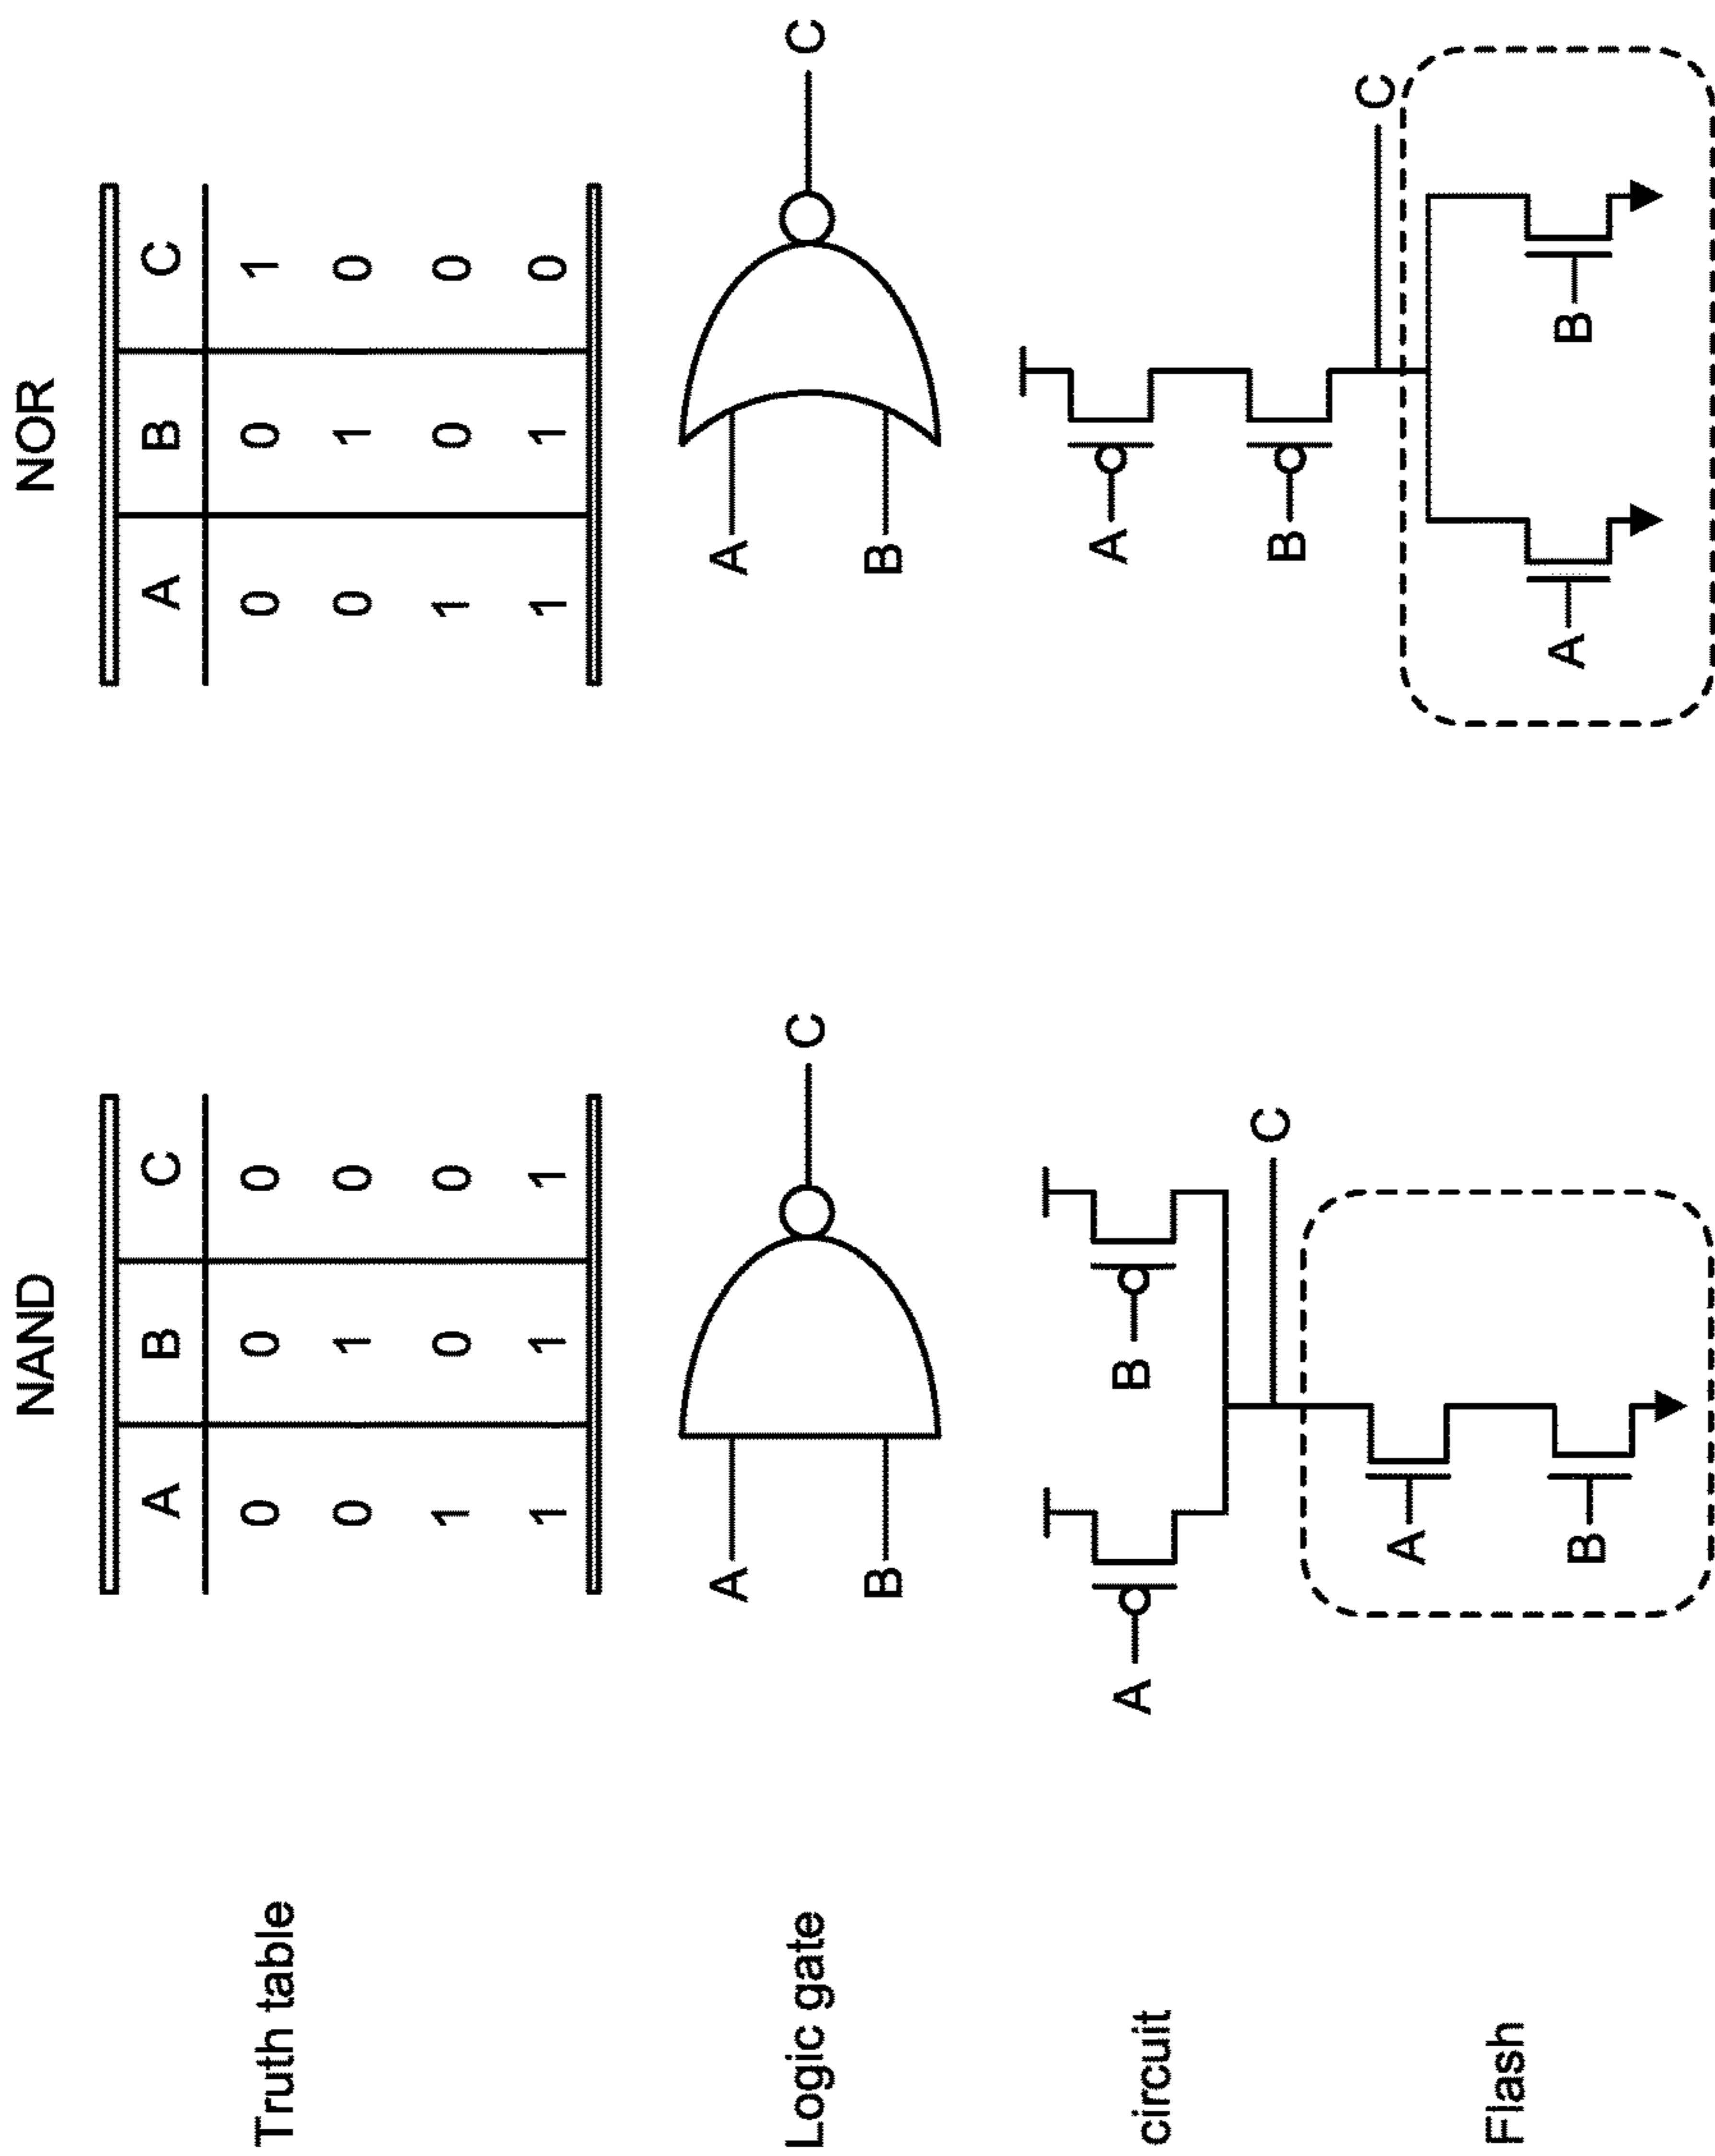 NAND NOR
A B C A B C
Truth table
0 0 0 0 0 1
0 1 0 0 1 0
1 0 0 1 0 0
1 1 1 1 1 0
Logic gate
A B C
A B C
circuit
A B C
A B C
Flash
A
B
A B